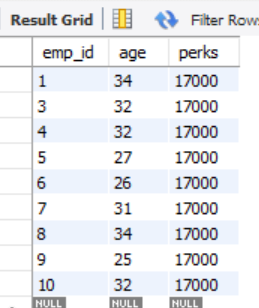 Result Grid Filter Rows
emp_id age perks
1 34 17000
3 32 17000
4 32 17000
5 27 17000
6 26 17000
7 31 17000
8 34 17000
9 25 17000
10 32 17000
NULL NULL NULL